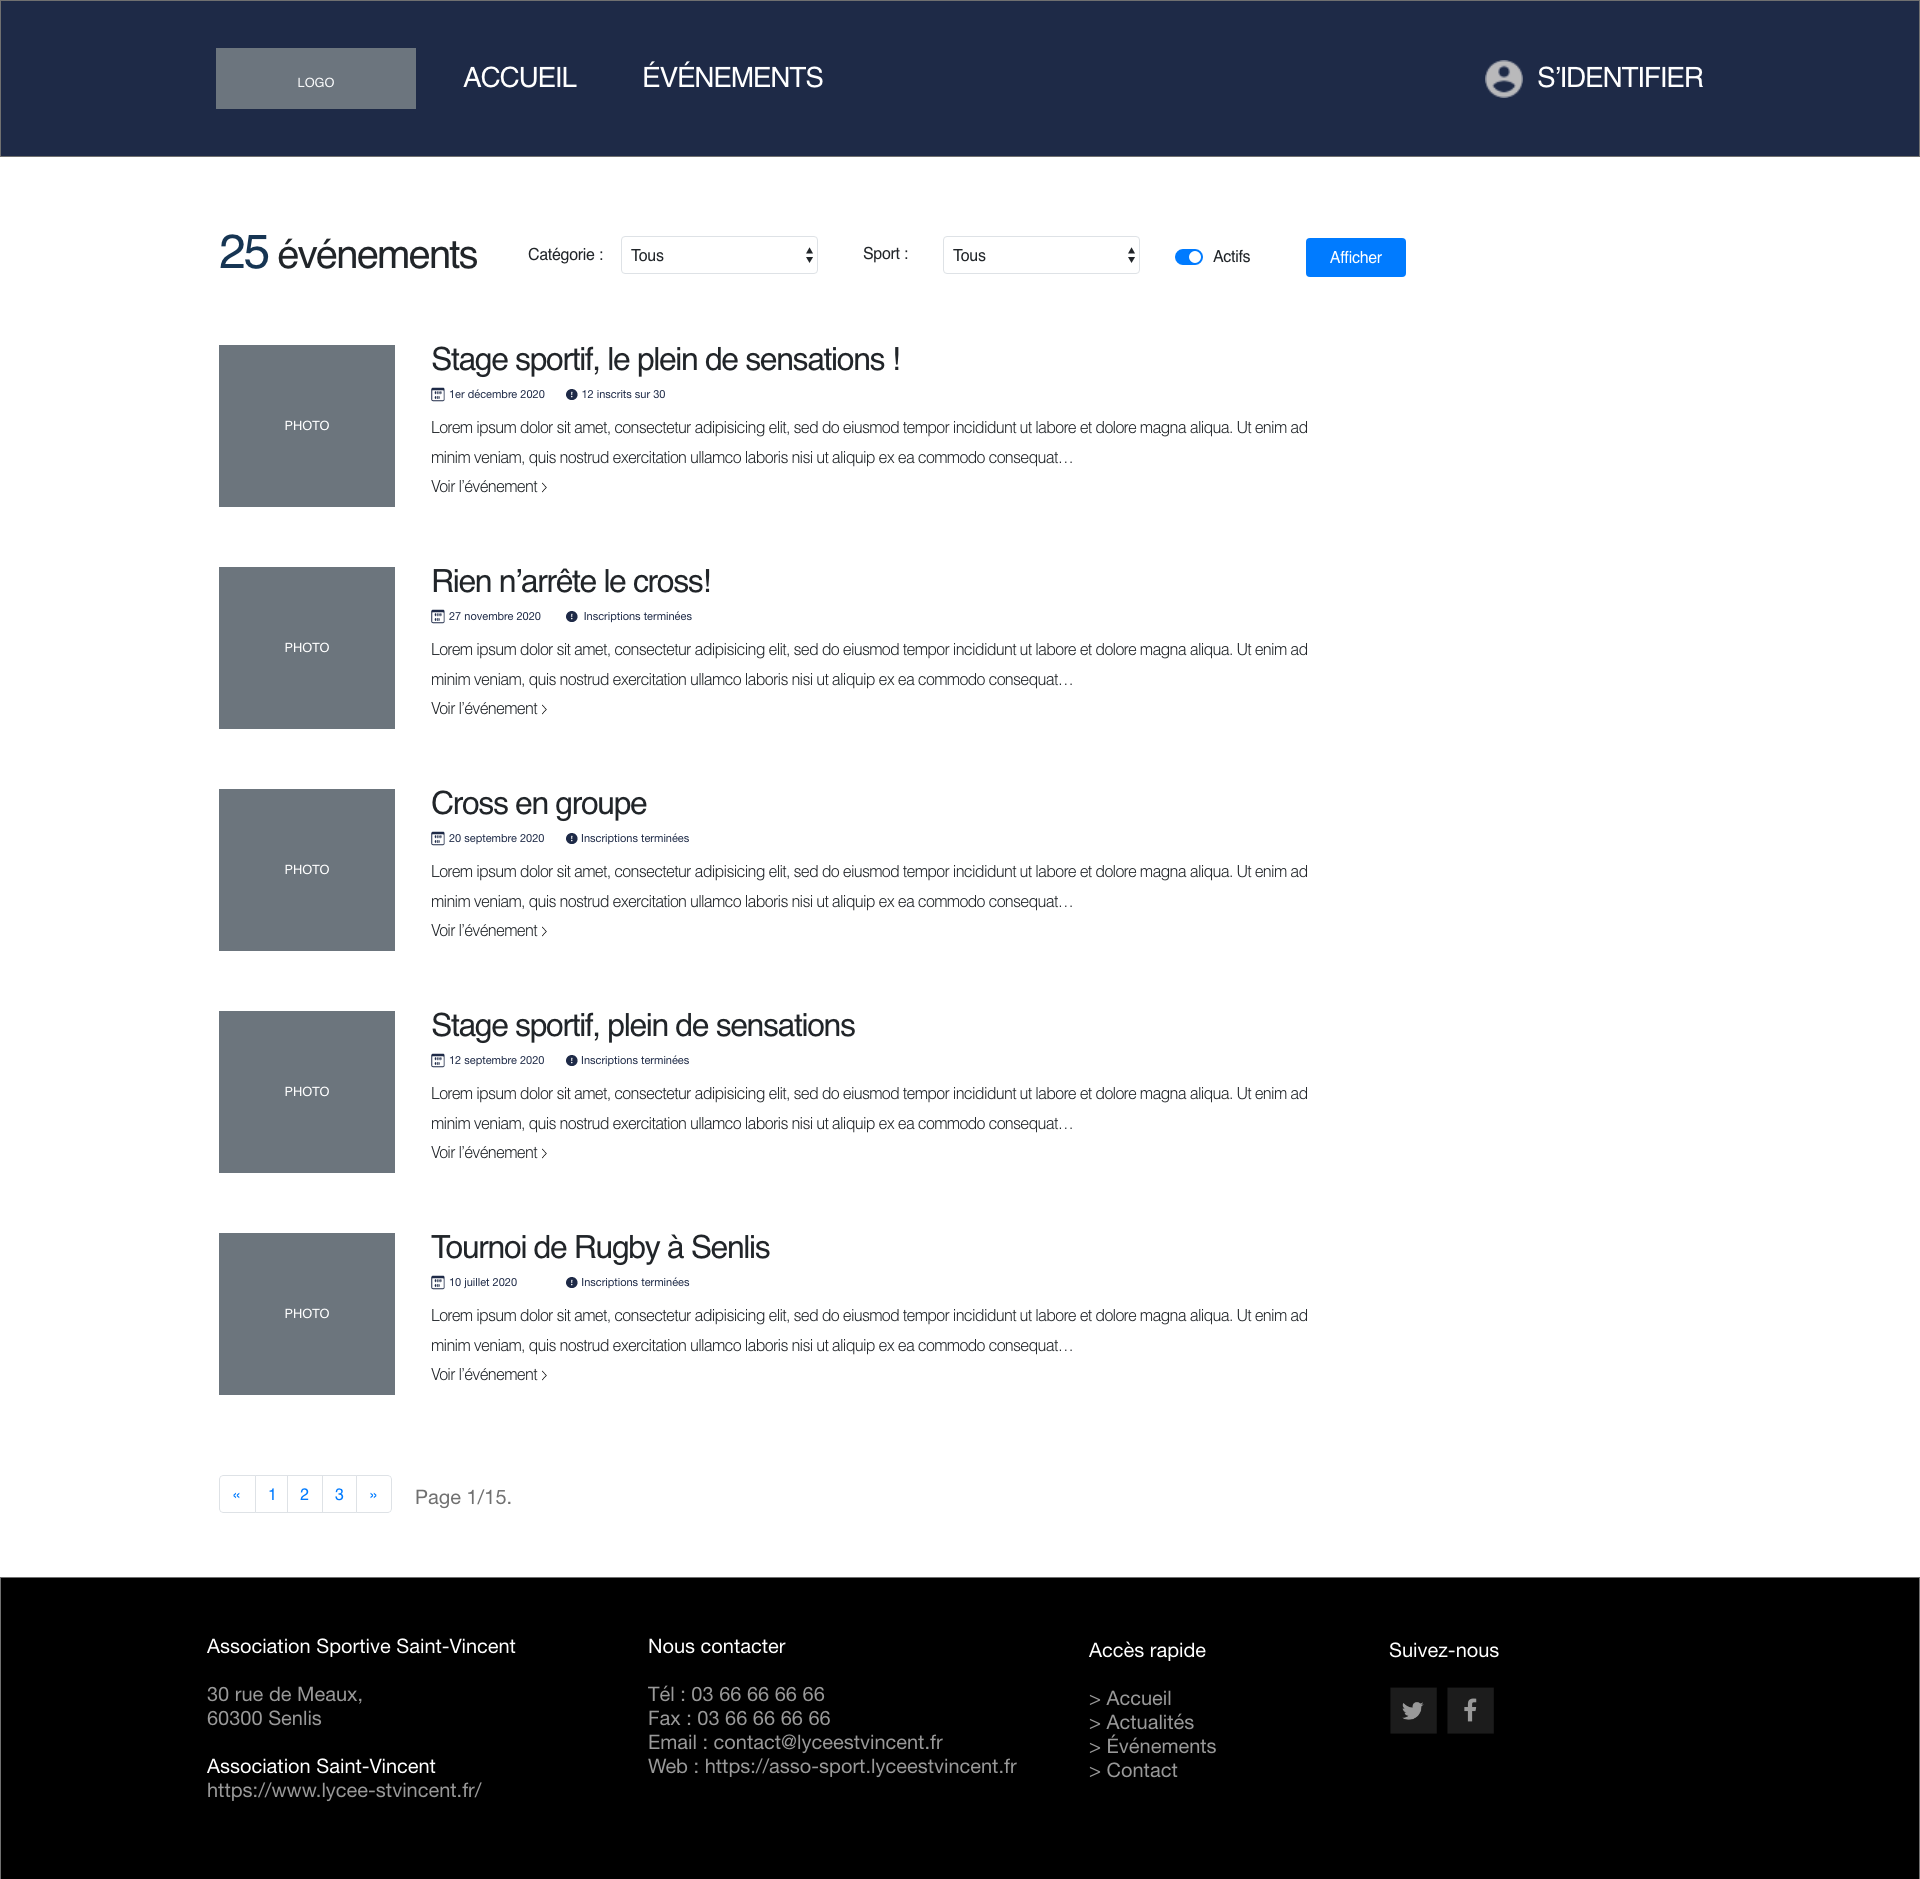 LOGO
ACCUEIL
ÉVÉNEMENTS
S’IDENTIFIER
25 événements
Catégorie :
Tous
Sport :
Tous
Actifs
Afficher
PHOTO
Stage sportif, le plein de sensations !
1er décembre 2020
12 inscrits sur 30
Lorem ipsum dolor sit amet, consectetur adipisicing elit, sed do eiusmod tempor incididunt ut labore et dolore magna aliqua. Ut enim ad
minim veniam, quis nostrud exercitation ullamco laboris nisi ut aliquip ex ea commodo consequat…
Voir l’événement >
PHOTO
Rien n’arrête le cross!
27 novembre 2020
Inscriptions terminées
Lorem ipsum dolor sit amet, consectetur adipisicing elit, sed do eiusmod tempor incididunt ut labore et dolore magna aliqua. Ut enim ad
minim veniam, quis nostrud exercitation ullamco laboris nisi ut aliquip ex ea commodo consequat…
Voir l’événement >
PHOTO
Cross en groupe
20 septembre 2020
Inscriptions terminées
Lorem ipsum dolor sit amet, consectetur adipisicing elit, sed do eiusmod tempor incididunt ut labore et dolore magna aliqua. Ut enim ad
minim veniam, quis nostrud exercitation ullamco laboris nisi ut aliquip ex ea commodo consequat…
Voir l’événement >
PHOTO
Stage sportif, plein de sensations
12 septembre 2020
Inscriptions terminées
Lorem ipsum dolor sit amet, consectetur adipisicing elit, sed do eiusmod tempor incididunt ut labore et dolore magna aliqua. Ut enim ad
minim veniam, quis nostrud exercitation ullamco laboris nisi ut aliquip ex ea commodo consequat…
Voir l’événement >
PHOTO
Tournoi de Rugby à Senlis
10 juillet 2020
Inscriptions terminées
Lorem ipsum dolor sit amet, consectetur adipisicing elit, sed do eiusmod tempor incididunt ut labore et dolore magna aliqua. Ut enim ad
minim veniam, quis nostrud exercitation ullamco laboris nisi ut aliquip ex ea commodo consequat…
Voir l’événement >
« 1 2 3 »
Page 1/15.
Association Sportive Saint-Vincent
30 rue de Meaux,
60300 Senlis
Association Saint-Vincent
https://www.lycee-stvincent.fr/
Nous contacter
Tél : 03 66 66 66 66
Fax : 03 66 66 66 66
Email : contact@lyceestvincent.fr
Web : https://asso-sport.lyceestvincent.fr
Accès rapide
> Accueil
> Actualités
> Événements
> Contact
Suivez-nous